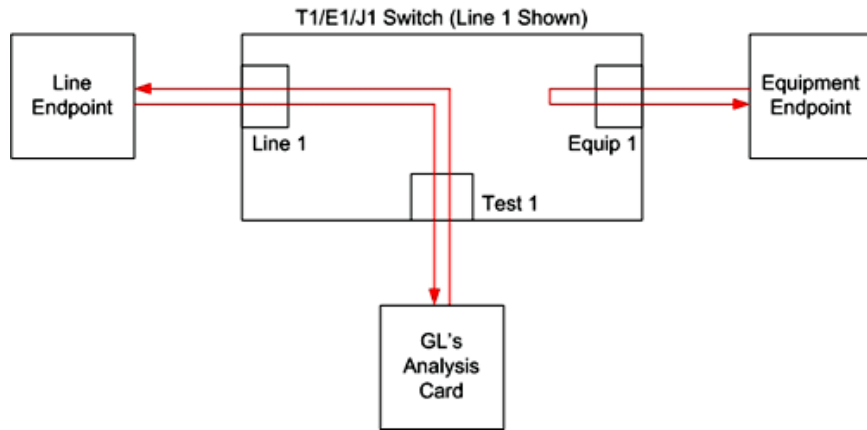 T1/E1/J1 Switch (Line 1 Shown)
Line
Endpoint
Line 1
Equip 1
Equipment
Endpoint
Test 1
GL's
Analysis
Card